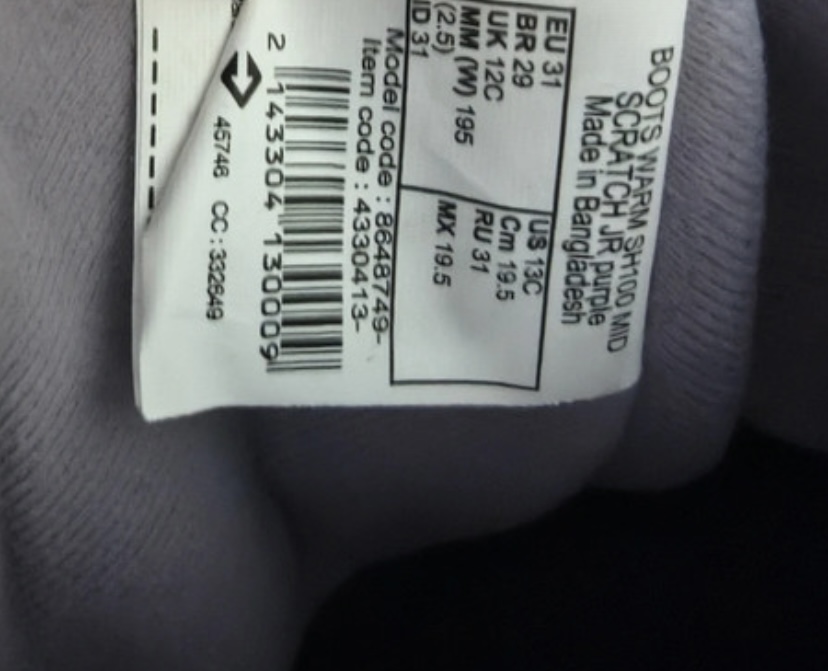 BOOTS WARM SH100 MID
SCRATCH JR purple
Made in Bangladesh
EU 31
BR 29
UK 12C
MM (W) 195
(2.5)
ID 31
US 13C
Cm 19.5
RU 31
MX 19.5
Model code : 8648749-
Item code : 4330413-
2 143304 130009
45746 CC : 332649